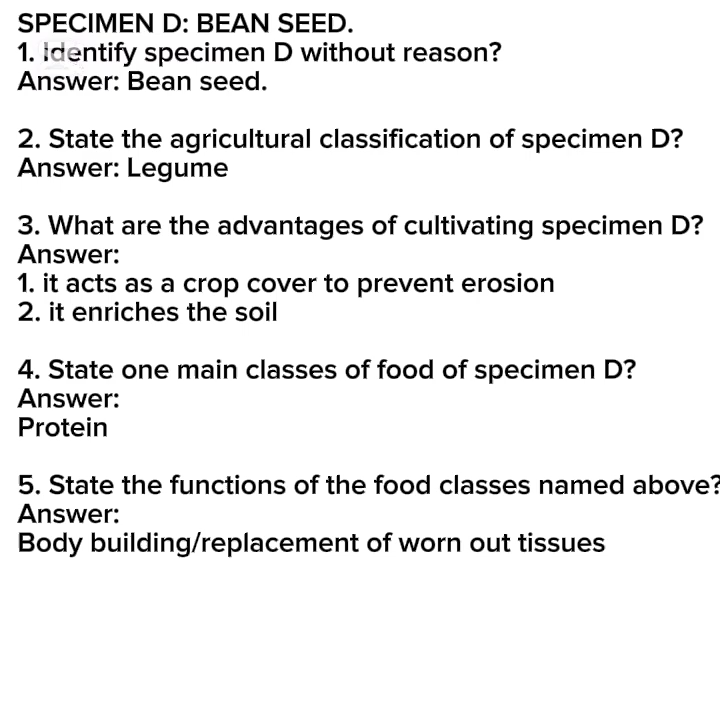 SPECIMEN D: BEAN SEED.
1. Identify specimen D without reason?
Answer: Bean seed.
2. State the agricultural classification of specimen D?
Answer: Legume
3. What are the advantages of cultivating specimen D?
Answer:
1. it acts as a crop cover to prevent erosion
2. it enriches the soil
4. State one main classes of food of specimen D?
Answer:
Protein
5. State the functions of the food classes named above?
Answer:
Body building/replacement of worn out tissues